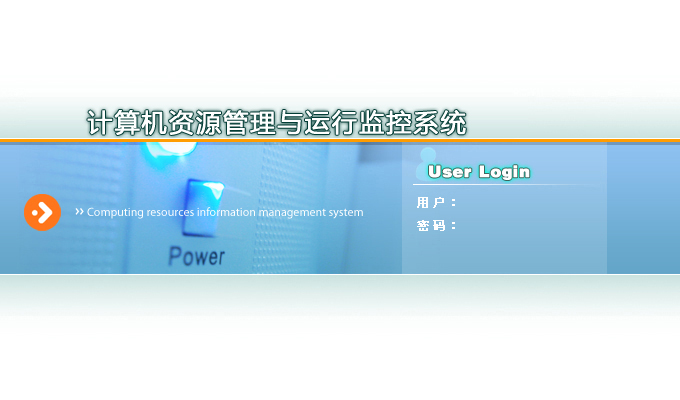 计算机资源管理与运行监控系统
User Login
用户：
» Computing resources information management system
密码：
Power